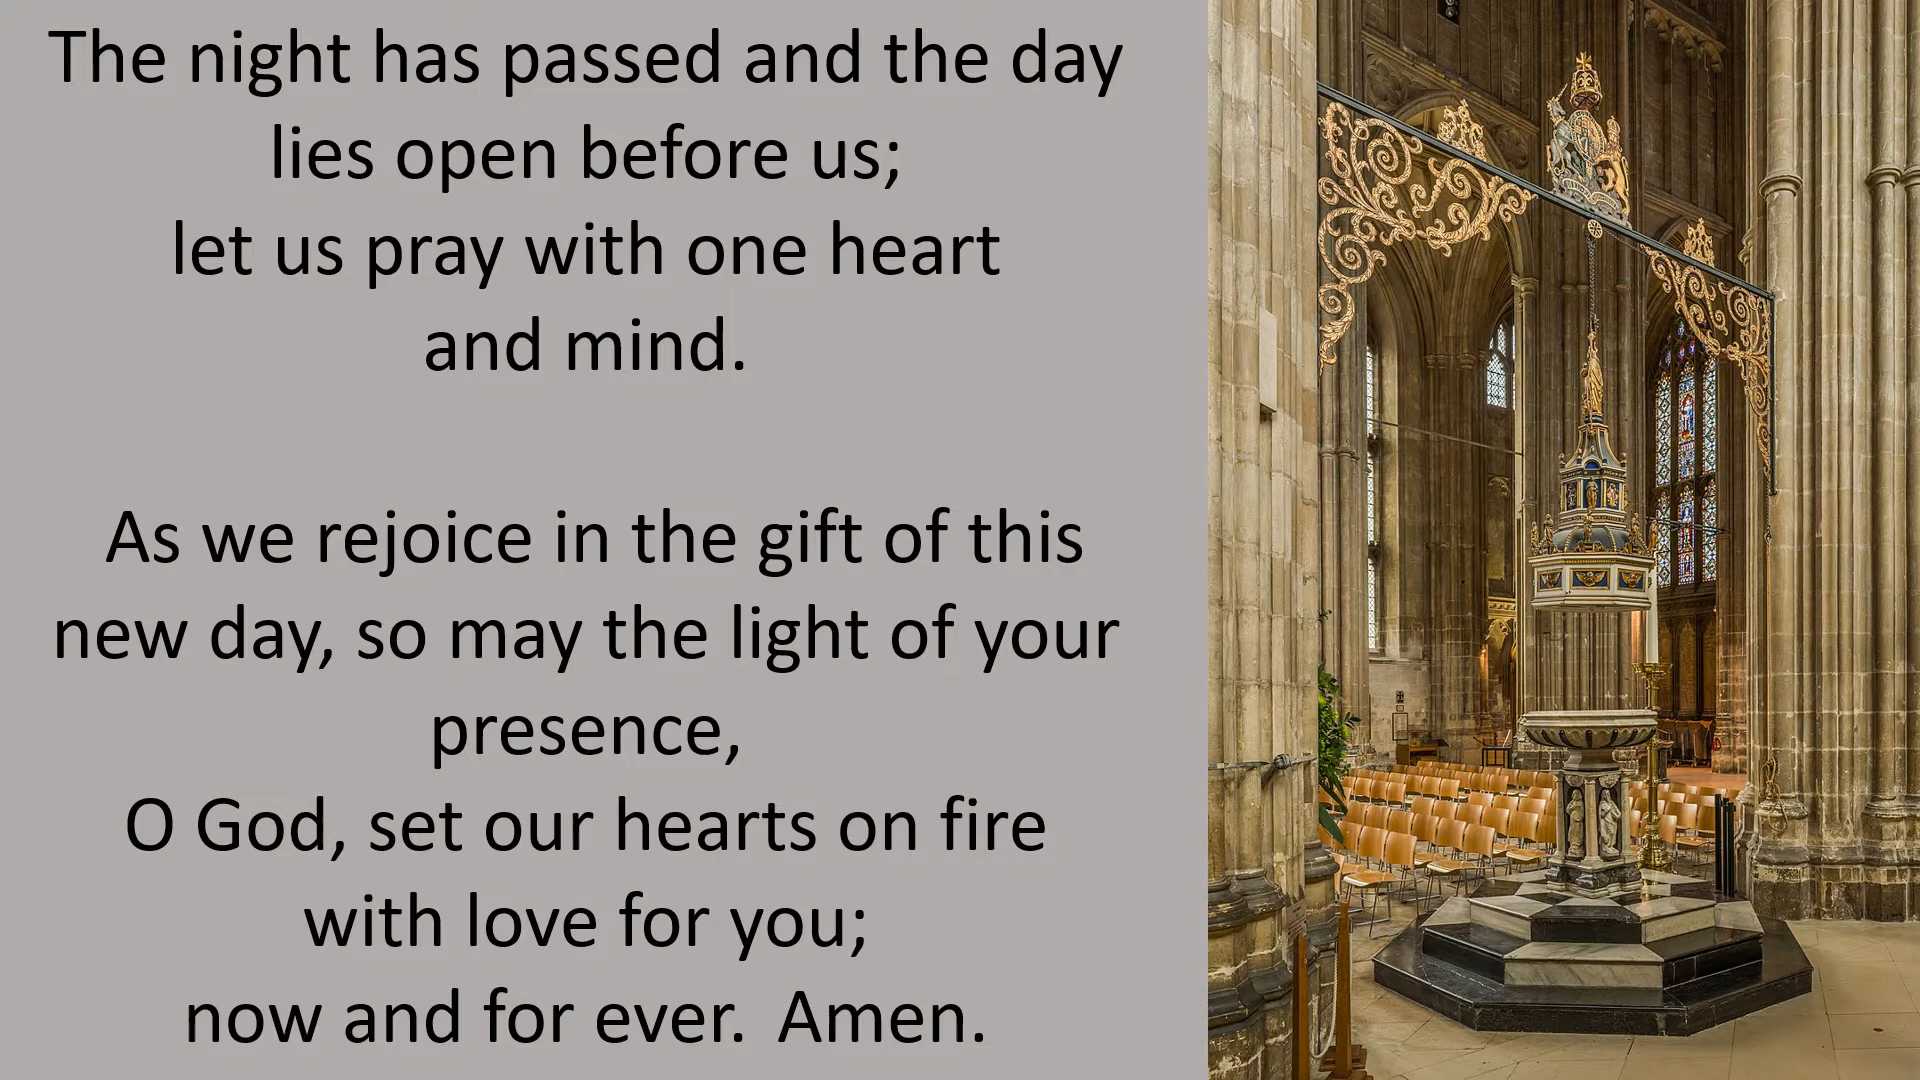 The night has passed and the day
lies open before us;
let us pray with one heart
and mind.
As we rejoice in the gift of this
new day, so may the light of your
presence,
O God, set our hearts on fire
with love for you;
now and for ever.  Amen.